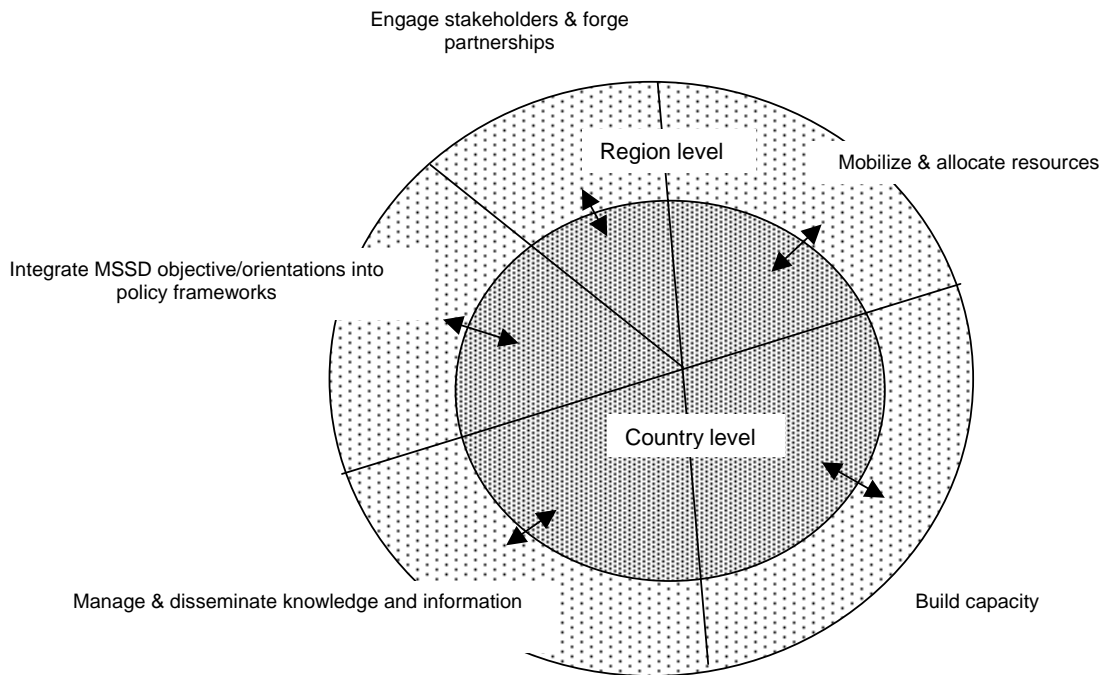 Engage stakeholders & forge
partnerships
Region level
Mobilize & allocate resources
Integrate MSSD objective/orientations into
policy frameworks
Country level
Manage & disseminate knowledge and information
Build capacity